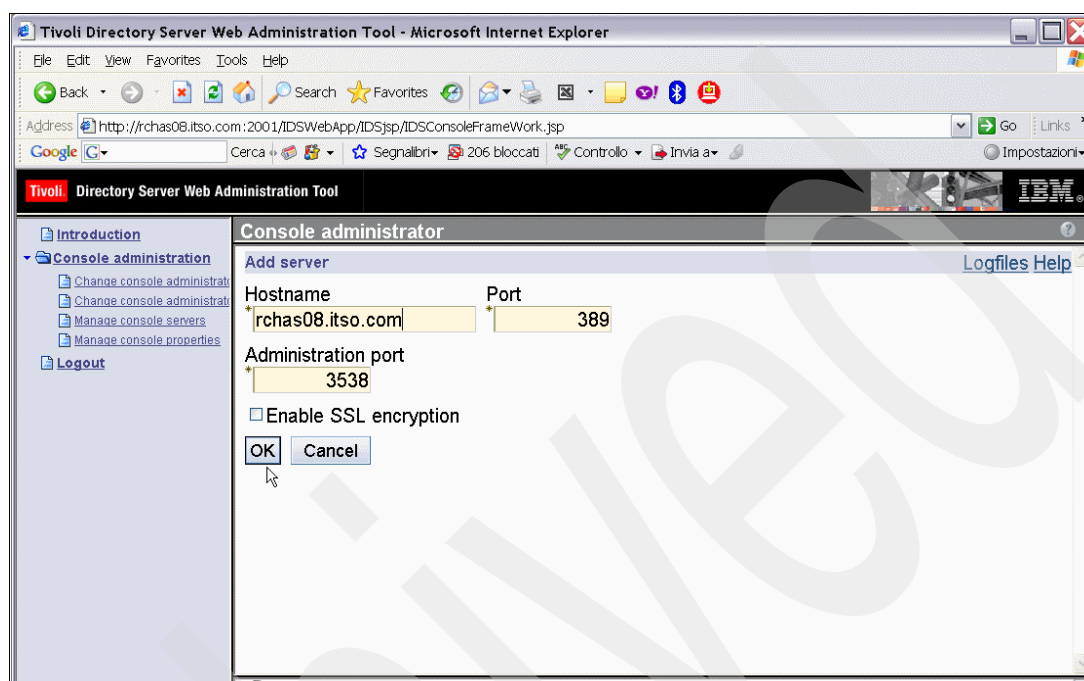 Tivoli Directory Server Web Administration Tool - Microsoft Internet Explorer
File Edit View Favorites Tools Help
Back Search Favorites
Address http://rchas08.itso.com:2001/IDSWebApp/IDSjsp/IDSConsoleFrameWork.jsp Go Links
Google G Cerca Segnalibri 206 bloccati ABC Controllo Invia a Impostazioni
Tivoli. Directory Server Web Administration Tool IBM®
Introduction
Console administrator
Console administration
Add server Logfiles Help
Change console administrat
Change console administrat
Manage console servers
Manage console properties
Logout
Hostname Port
*rchas08.itso.com *389
Administration port
*3538
Enable SSL encryption
OK Cancel